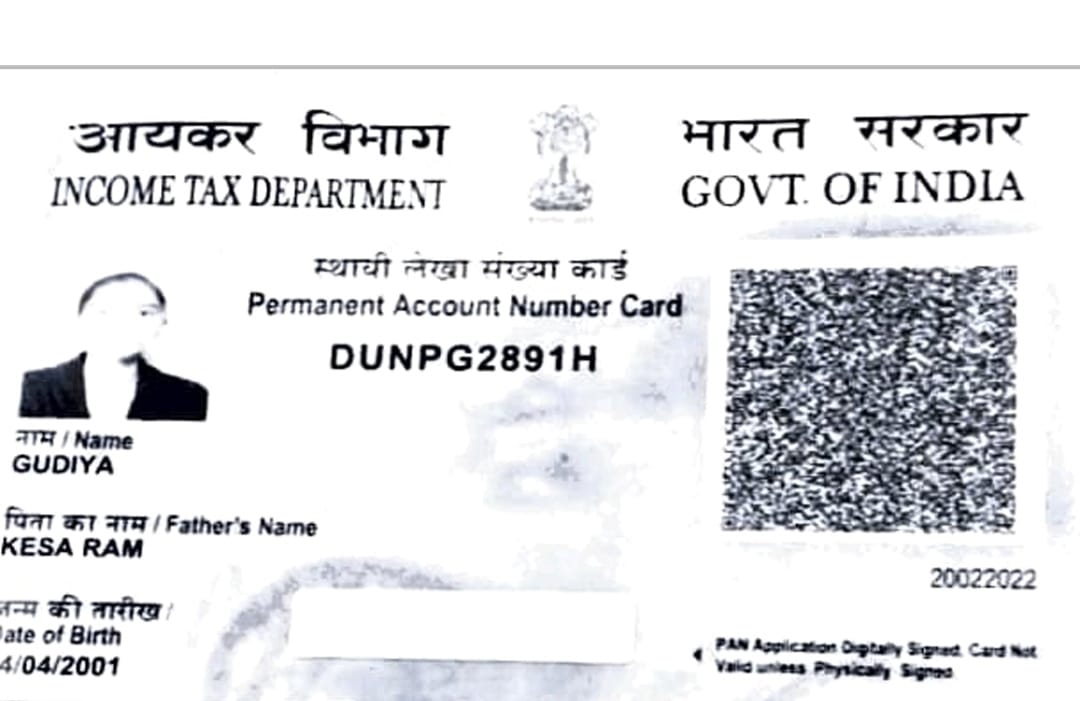 आयकर विभाग
INCOME TAX DEPARTMENT
भारत सरकार
GOVT. OF INDIA
स्थायी लेखा संख्या कार्ड
Permanent Account Number Card
DUNPG2891H
नाम / Name
GUDIYA
पिता का नाम / Father's Name
KESA RAM
जन्म की तारीख /
Date of Birth
4/04/2001
20022022
PAN Application Digitally Signed, Card Not
Valid unless Physically Signed